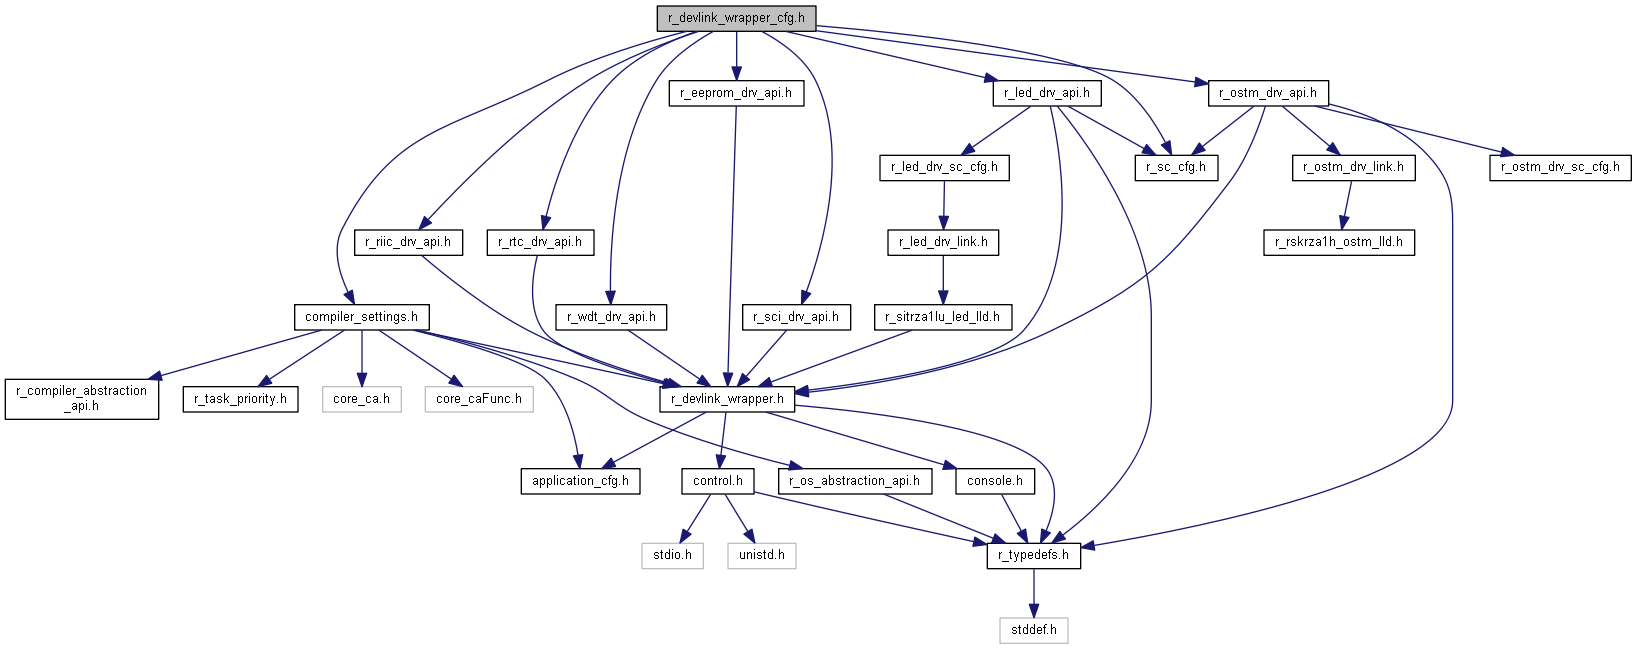 r_devlink_wrapper_cfg.h
r_eeprom_drv_api.h
r_led_drv_api.h
r_ostm_drv_api.h
r_led_drv_sc_cfg.h
r_sc_cfg.h
r_ostm_drv_link.h
r_ostm_drv_sc_cfg.h
r_riic_drv_api.h
r_rtc_drv_api.h
r_led_drv_link.h
r_rskrza1h_ostm_lld.h
compiler_settings.h
r_wdt_drv_api.h
r_sci_drv_api.h
r_sitrza1lu_led_lld.h
r_compiler_abstraction
_api.h
r_task_priority.h
core_ca.h
core_caFunc.h
r_devlink_wrapper.h
application_cfg.h
control.h
r_os_abstraction_api.h
console.h
stdio.h
unistd.h
r_typedefs.h
stddef.h